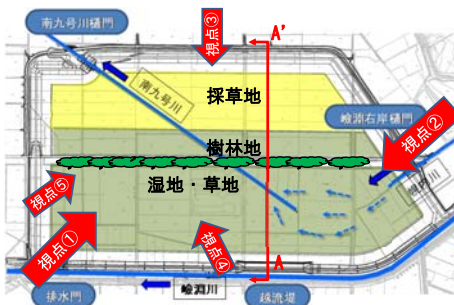 南九号川樋門
視点③
A'
南九号川
採草地
嶮淵右岸樋門
視点②
樹林地
湿地・草地
視点⑤
視点①
視点④
A
排水門
嶮淵川
越流堤